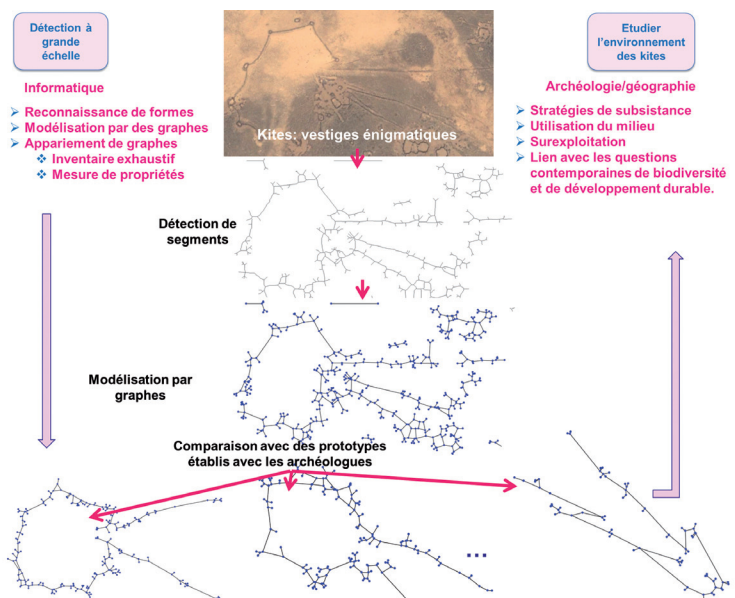 Détection à
grande
échelle
Informatique
➢ Reconnaissance de formes
➢ Modélisation par des graphes
➢ Appariement de graphes
❖ Inventaire exhaustif
❖ Mesure de propriétés
Kites: vestiges énigmatiques
Etudier
l'environnement
des kites
Archéologie/géographie
➢ Stratégies de subsistance
➢ Utilisation du milieu
➢ Surexploitation
➢ Lien avec les questions
contemporaines de biodiversité
et de développement durable.
Détection de
segments
Modélisation par
graphes
Comparaison avec des prototypes
établis avec les archéologues
...